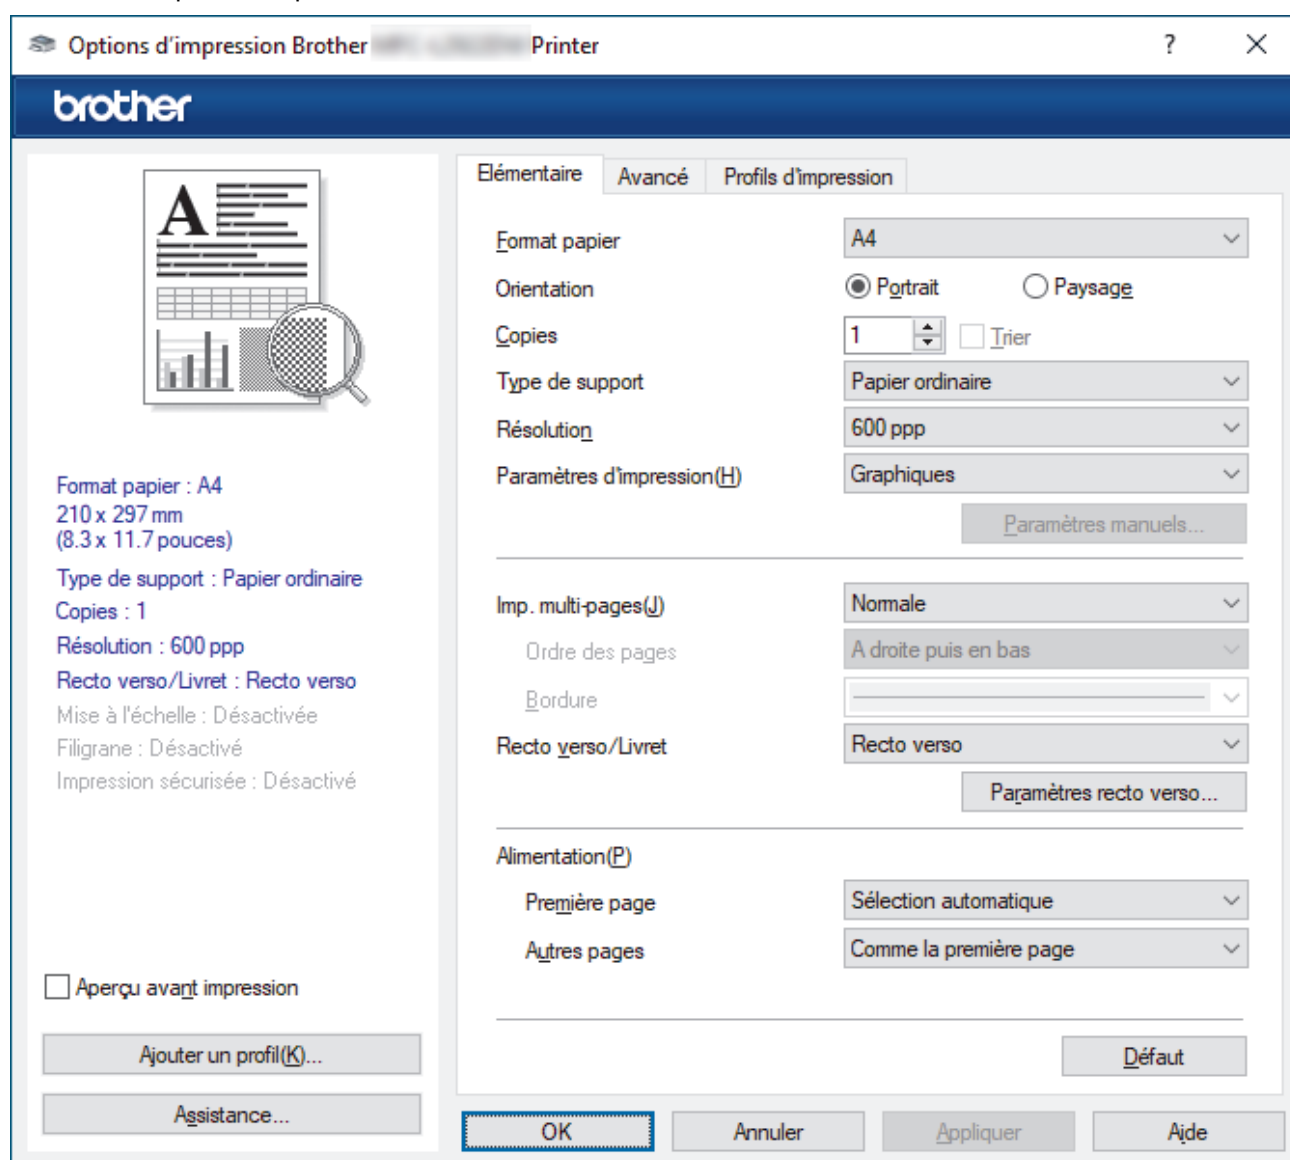 Options d'impression Brother Printer
?
brother
Elémentaire Avancé Profils d'impression
A
Format papier A4
Orientation Portrait Paysage
Copies 1 Trier
Type de support Papier ordinaire
Résolution 600 ppp
Paramètres d'impression(H) Graphiques
Paramètres manuels...
Format papier : A4
210 x 297 mm
(8.3 x 11.7 pouces)
Type de support : Papier ordinaire
Copies : 1
Résolution : 600 ppp
Recto verso/Livret : Recto verso
Mise à l'échelle : Désactivée
Filigrane : Désactivé
Impression sécurisée : Désactivé
Imp. multi-pages(J) Normale
Ordre des pages A droite puis en bas
Bordure
Recto verso/Livret Recto verso
Paramètres recto verso...
Alimentation(P)
Première page Sélection automatique
Autres pages Comme la première page
Aperçu avant impression
Ajouter un profil(K)...
Assistance...
Défaut
OK Annuler Appliquer Aide